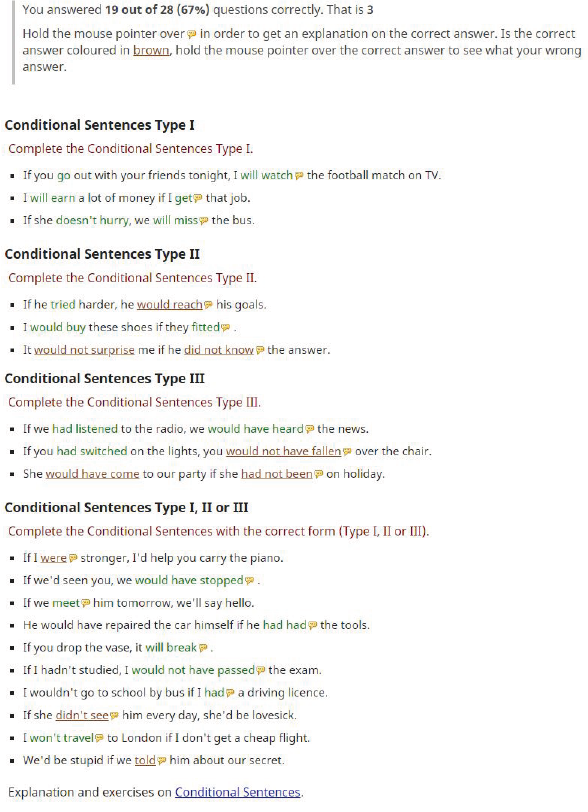 You answered 19 out of 28 (67%) questions correctly. That is 3
Hold the mouse pointer over in order to get an explanation on the correct answer. Is the correct
answer coloured in brown, hold the mouse pointer over the correct answer to see what your wrong
answer.
Conditional Sentences Type I
Complete the Conditional Sentences Type I.
If you go out with your friends tonight, I will watch the football match on TV.
I will earn a lot of money if I get that job.
If she doesn't hurry, we will miss the bus.
Conditional Sentences Type II
Complete the Conditional Sentences Type II.
If he tried harder, he would reach his goals.
I would buy these shoes if they fitted .
It would not surprise me if he did not know the answer.
Conditional Sentences Type III
Complete the Conditional Sentences Type III.
If we had listened to the radio, we would have heard the news.
If you had switched on the lights, you would not have fallen over the chair.
She would have come to our party if she had not been on holiday.
Conditional Sentences Type I, II or III
Complete the Conditional Sentences with the correct form (Type I, II or III).
If I were stronger, I'd help you carry the piano.
If we'd seen you, we would have stopped .
If we meet him tomorrow, we'll say hello.
He would have repaired the car himself if he had had the tools.
If you drop the vase, it will break .
If I hadn't studied, I would not have passed the exam.
I wouldn't go to school by bus if I had a driving licence.
If she didn't see him every day, she'd be lovesick.
I won't travel to London if I don't get a cheap flight.
We'd be stupid if we told him about our secret.
Explanation and exercises on Conditional Sentences.